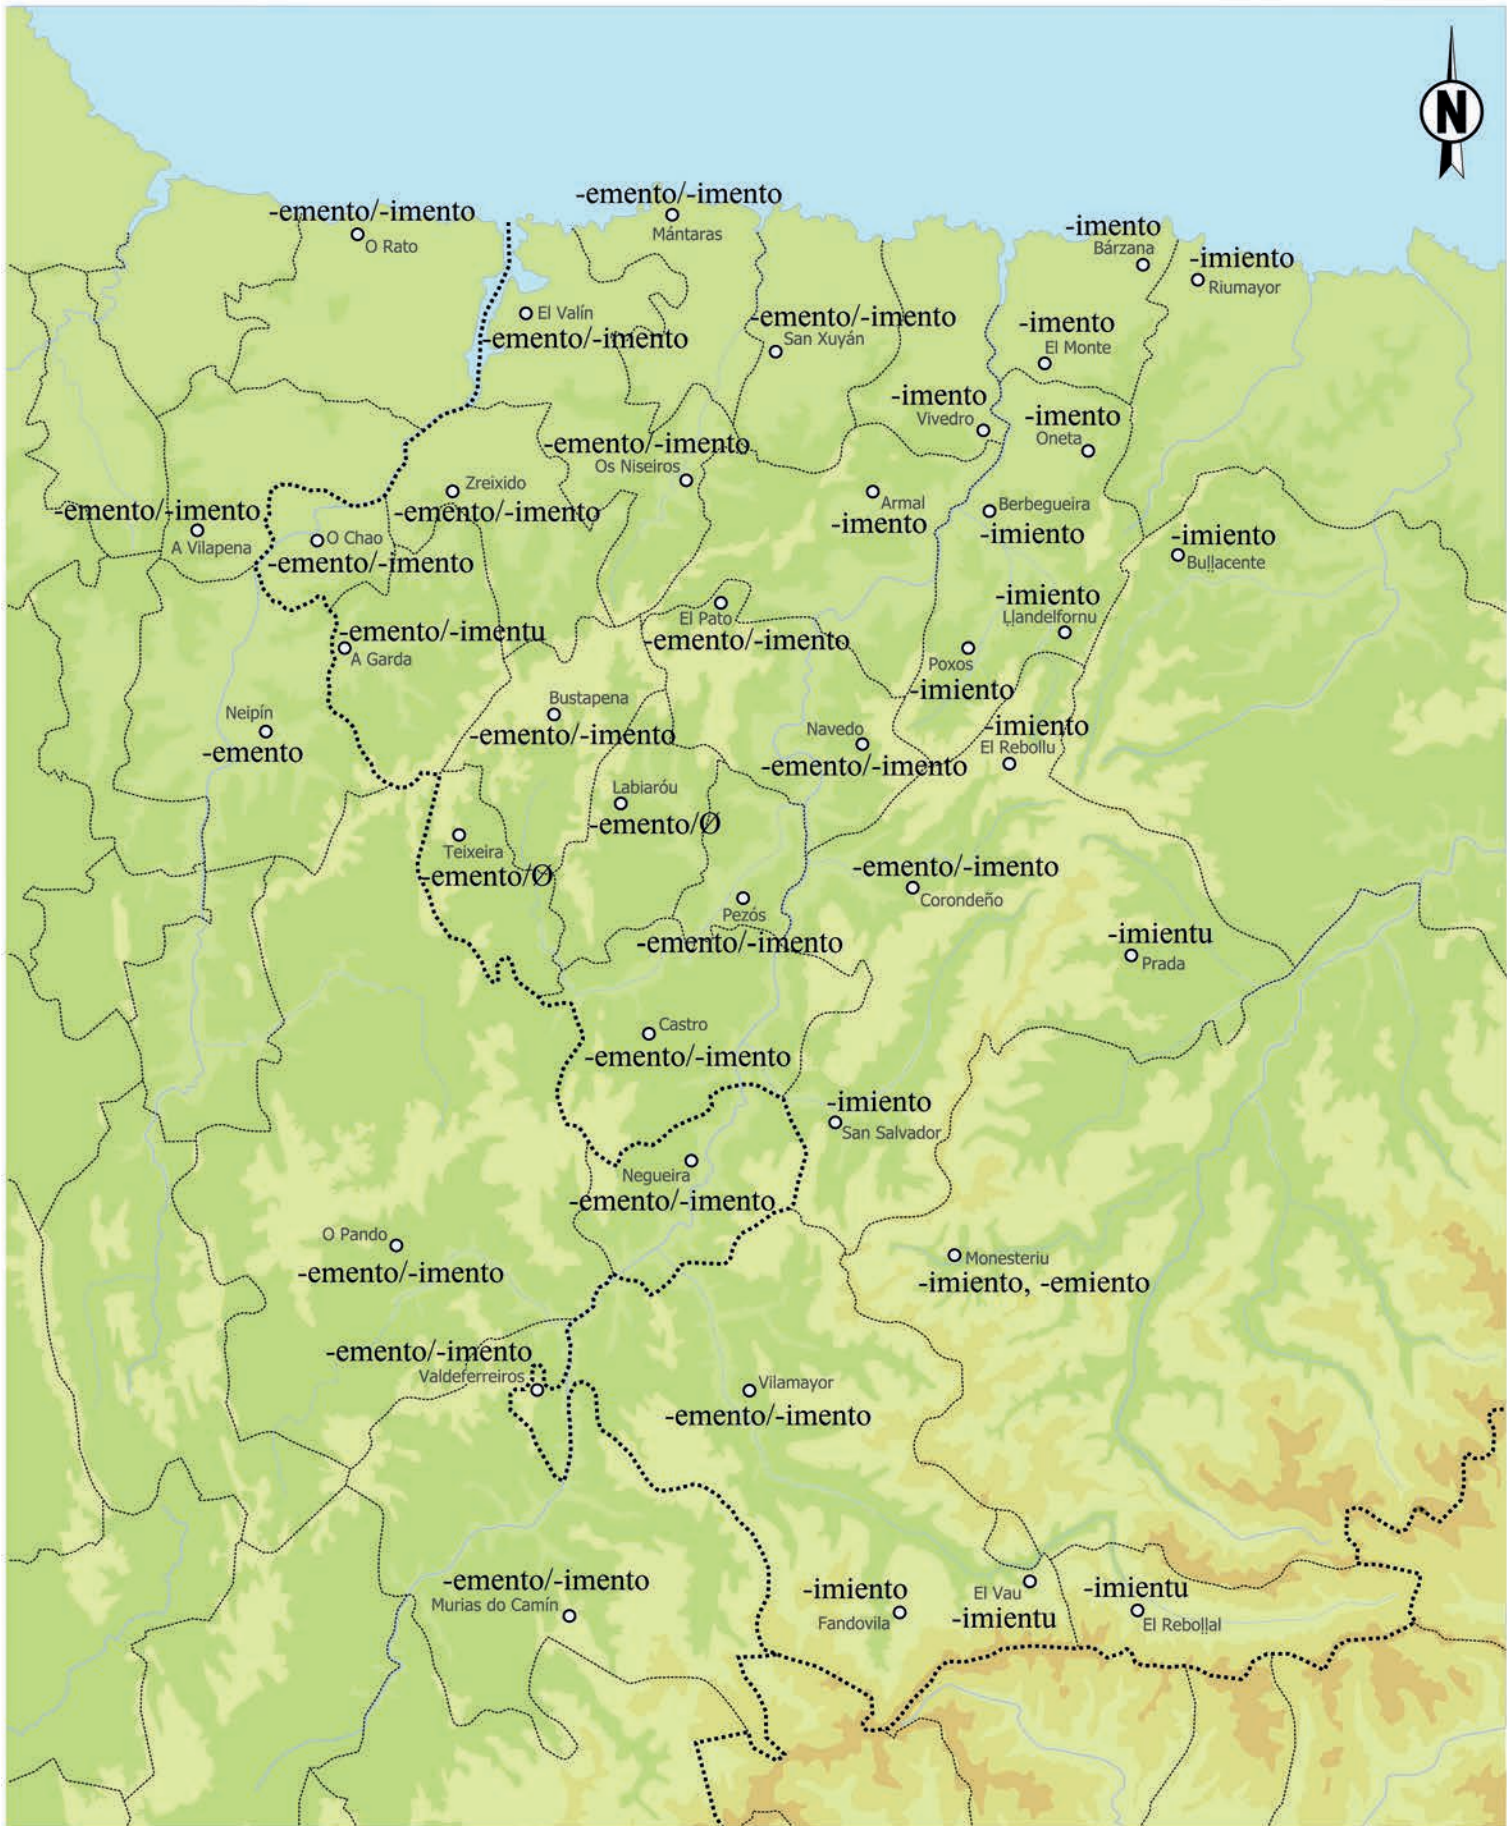 N
-emento/-imento
O Rato
-emento/-imento
Mántaras
-imento
Bárzana
-imiento
Riumayor
El Valín
-emento/-imento
-emento/-imento
San Xuyán
-imento
El Monte
-imento
Vivedro
-imento
Oneta
-emento/-imento
Os Niseiros
Zreixido
-emento/-imento
Armal
-imento
Berbegueira
-imiento
-emento/-imento
A Vilapena
O Chao
-emento/-imento
-imiento
Buḷḷacente
-imiento
Ḷḷandelfornu
El Pato
-emento/-imento
-emento/-imentu
A Garda
Poxos
-imiento
Bustapena
-emento/-imento
Neipín
-emento
Navedo
-emento/-imento
-imiento
El Rebollu
Labiaróu
-emento/Ø
Teixeira
-emento/Ø
-emento/-imento
Corondeño
Pezós
-emento/-imento
-imientu
Prada
Castro
-emento/-imento
-imiento
San Salvador
Negueira
-emento/-imento
O Pando
-emento/-imento
Monesteriu
-imiento, -emiento
-emento/-imento
Valdeferreiros
Vilamayor
-emento/-imento
-emento/-imento
Murias do Camín
-imiento
Fandovila
El Vau
-imientu
-imientu
El Reboḷḷal